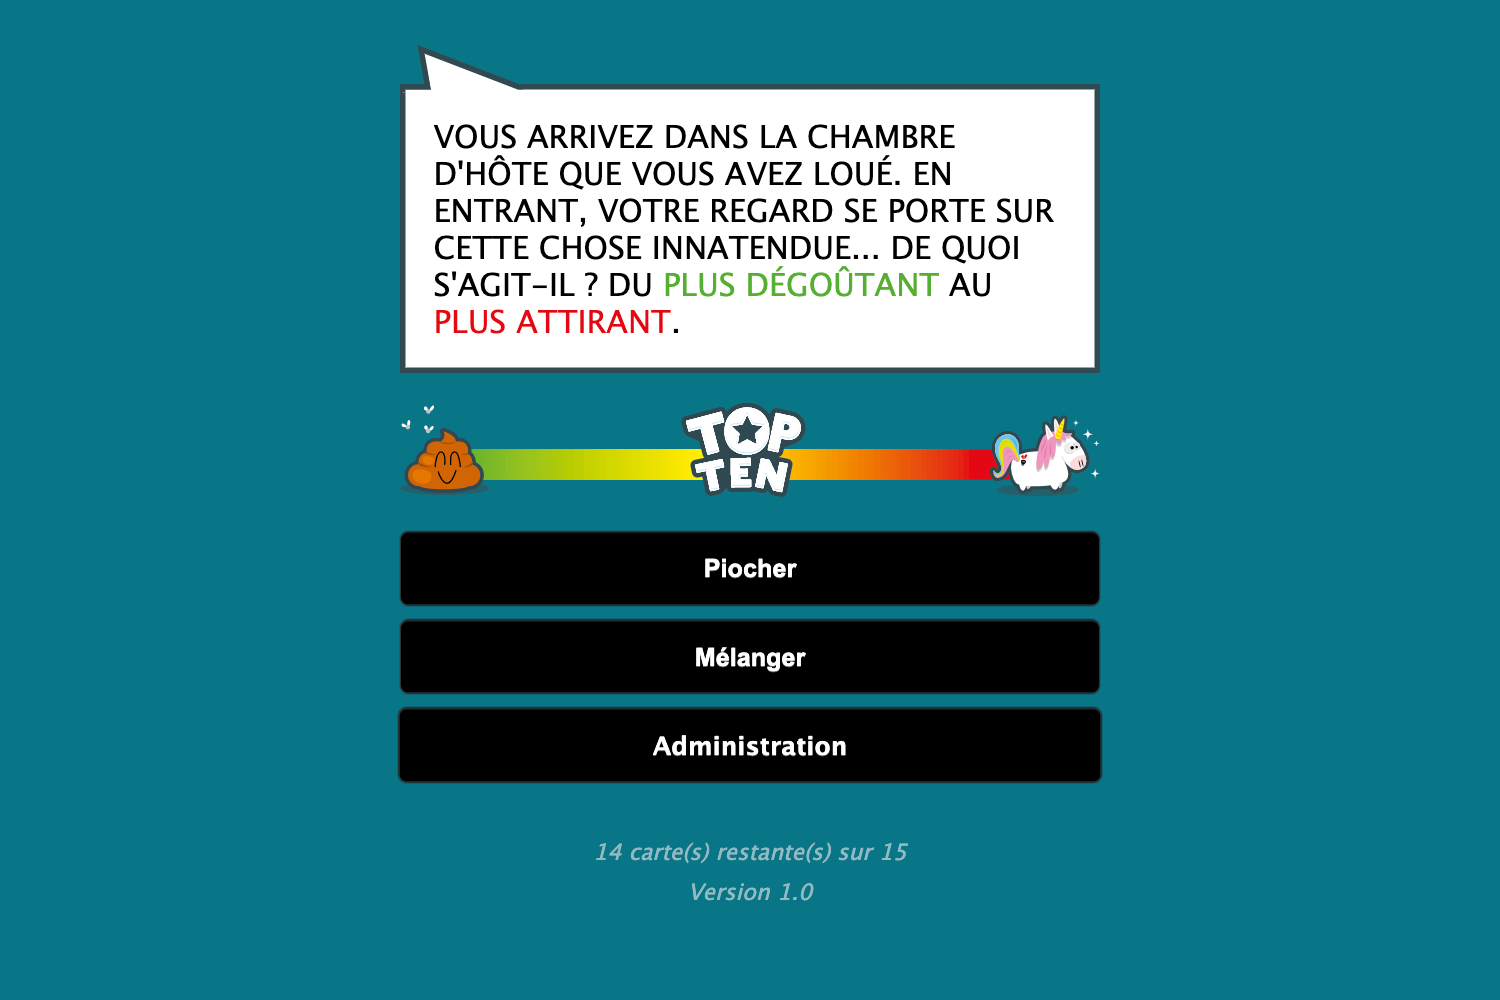 VOUS ARRIVEZ DANS LA CHAMBRE
D'HÔTE QUE VOUS AVEZ LOUÉ. EN
ENTRANT, VOTRE REGARD SE PORTE SUR
CETTE CHOSE INNATENDUE... DE QUOI
S'AGIT-IL ? DU PLUS DÉGOÛTANT AU
PLUS ATTIRANT.
TOP
TEN
Piocher
Mélanger
Administration
14 carte(s) restante(s) sur 15
Version 1.0